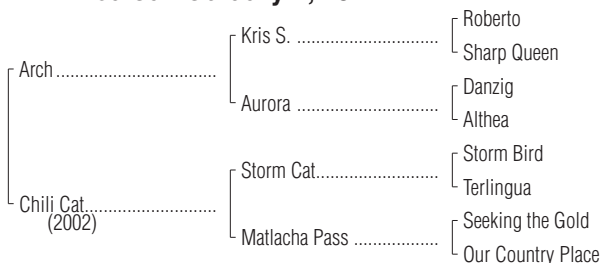 Roberto
Kris S. ........................................
Sharp Queen
Arch .............................................
Danzig
Aurora ........................................
Althea
Storm Bird
Storm Cat...................................
Terlingua
Chili Cat.....................................
(2002)
Seeking the Gold
Matlacha Pass ........................
Our Country Place